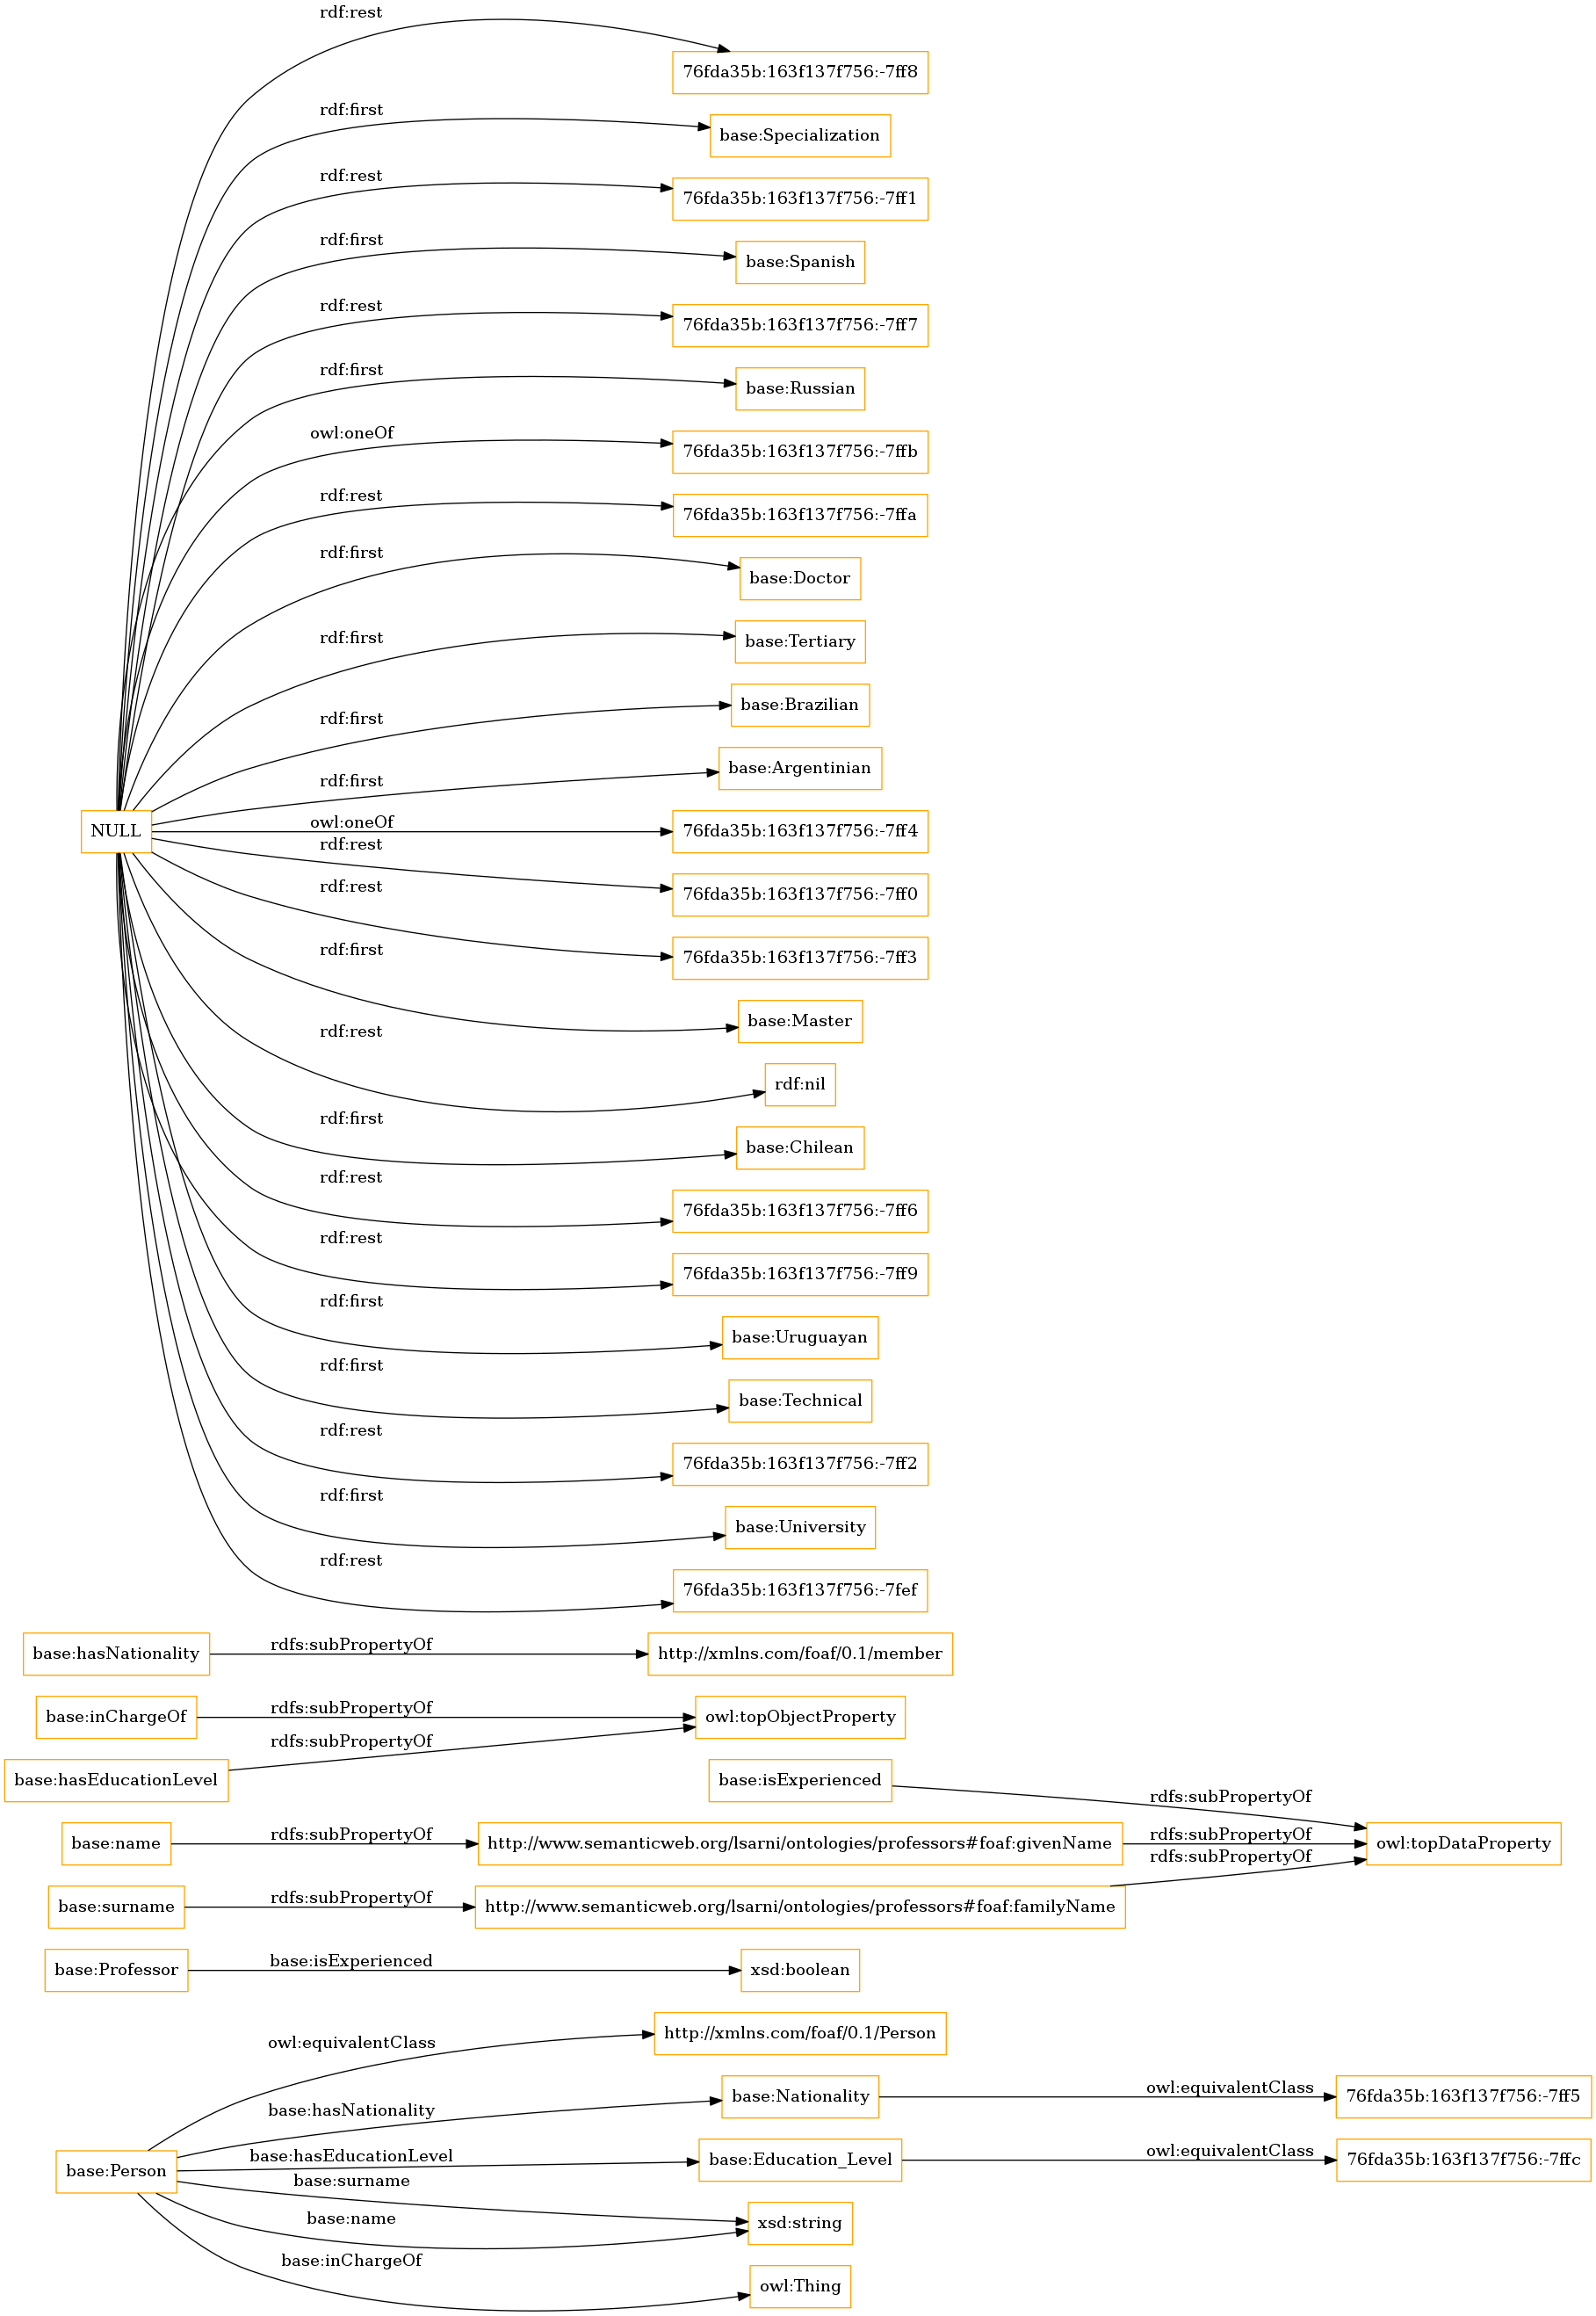 rdf:rest
76fda35b:163f137f756:-7ff8
rdf:first
base:Specialization
rdf:rest
76fda35b:163f137f756:-7ff1
rdf:first
base:Spanish
rdf:rest
76fda35b:163f137f756:-7ff7
rdf:first
base:Russian
owl:oneOf
76fda35b:163f137f756:-7ffb
rdf:rest
76fda35b:163f137f756:-7ffa
rdf:first
base:Doctor
rdf:first
base:Tertiary
rdf:first
base:Brazilian
rdf:first
base:Argentinian
NULL
owl:oneOf
76fda35b:163f137f756:-7ff4
rdf:rest
76fda35b:163f137f756:-7ff0
rdf:rest
76fda35b:163f137f756:-7ff3
rdf:first
base:Master
rdf:rest
rdf:nil
rdf:first
base:Chilean
rdf:rest
76fda35b:163f137f756:-7ff6
rdf:rest
76fda35b:163f137f756:-7ff9
rdf:first
base:Uruguayan
rdf:first
base:Technical
rdf:rest
76fda35b:163f137f756:-7ff2
rdf:first
base:University
rdf:rest
76fda35b:163f137f756:-7fef
base:hasNationality
rdfs:subPropertyOf
http://xmlns.com/foaf/0.1/member
base:inChargeOf
rdfs:subPropertyOf
owl:topObjectProperty
base:hasEducationLevel
rdfs:subPropertyOf
base:isExperienced
rdfs:subPropertyOf
base:name
rdfs:subPropertyOf
http://www.semanticweb.org/lsarni/ontologies/professors#foaf:givenName
rdfs:subPropertyOf
owl:topDataProperty
base:surname
rdfs:subPropertyOf
http://www.semanticweb.org/lsarni/ontologies/professors#foaf:familyName
rdfs:subPropertyOf
base:Professor
base:isExperienced
xsd:boolean
owl:equivalentClass
http://xmlns.com/foaf/0.1/Person
base:hasNationality
base:Nationality
owl:equivalentClass
76fda35b:163f137f756:-7ff5
base:Person
base:hasEducationLevel
base:Education_Level
owl:equivalentClass
76fda35b:163f137f756:-7ffc
base:surname
xsd:string
base:name
base:inChargeOf
owl:Thing